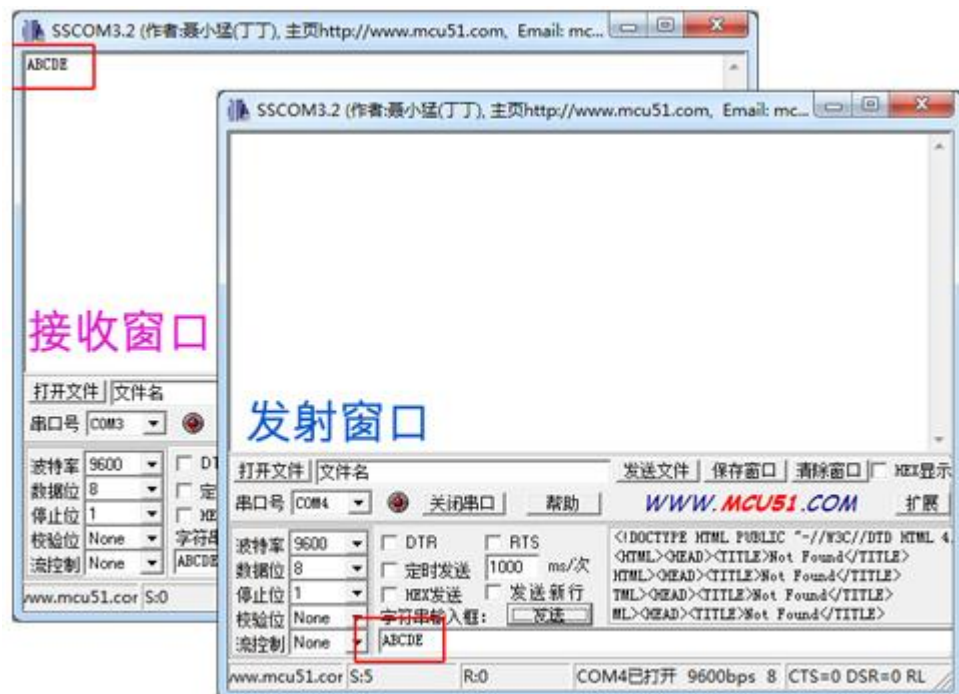 SSCOM3.2 (作者:聂小猛(丁丁), 主页http://www.mcu51.com, Email: mc...
ABCDE
接收窗口
打开文件 文件名
串口号 COM3
波特率 9600 DT
数据位 8 定
停止位 1 HE
校验位 None 字符串
流控制 None ABCDE
www.mcu51.cor S:0
SSCOM3.2 (作者:聂小猛(丁丁), 主页http://www.mcu51.com, Email: mc...
发射窗口
打开文件 文件名 发送文件 保存窗口 清除窗口 HEX显示
串口号 COM4 关闭串口 帮助 WWW.MCU51.COM 扩展
波特率 9600 DTR RTS
数据位 8 定时发送 1000 ms/次
停止位 1 HEX发送 发送新行
校验位 None 字符串输入框: 发送
流控制 None ABCDE
<!DOCTYPE HTML PUBLIC "-//W3C//DTD HTML 4.
<HTML><HEAD><TITLE>Not Found</TITLE>
HTML><HEAD><TITLE>Not Found</TITLE>
TML><HEAD><TITLE>Not Found</TITLE>
ML><HEAD><TITLE>Not Found</TITLE>
www.mcu51.cor S:5 R:0 COM4已打开 9600bps 8 CTS=0 DSR=0 RL